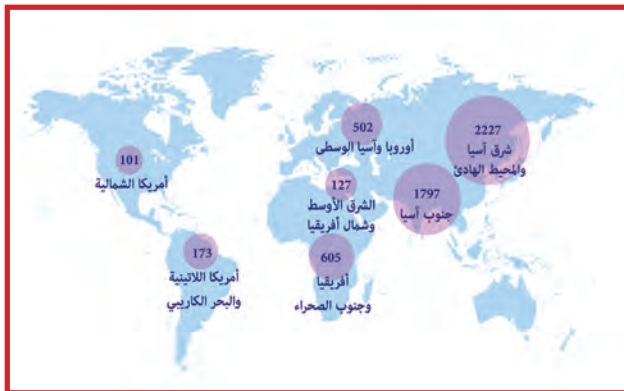 2227
شرق آسيا
والمحيط الهادئ
502
أوروبا وآسيا الوسطى
101
أمريكا الشمالية
127
الشرق الأوسط
وشمال أفريقيا
1797
جنوب آسيا
605
أفريقيا
وجنوب الصحراء
173
أمريكا اللاتينية
والبحر الكاريبي